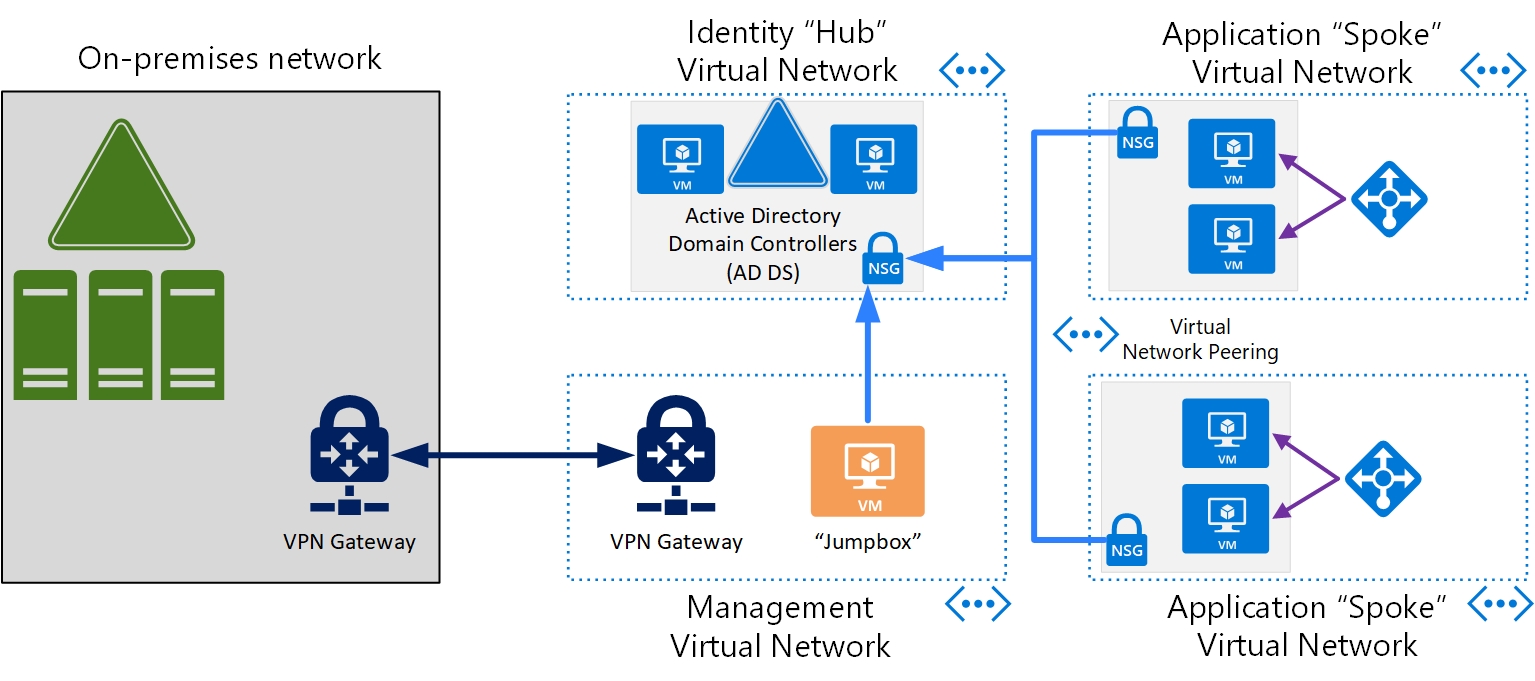 On-premises network
VPN Gateway
Identity “Hub”
Virtual Network
VM
VM
Active Directory
Domain Controllers
(AD DS)
NSG
VPN Gateway
VM
“Jumpbox”
Management
Virtual Network
Application “Spoke”
Virtual Network
NSG
VM
VM
Virtual
Network Peering
VM
VM
NSG
Application “Spoke”
Virtual Network